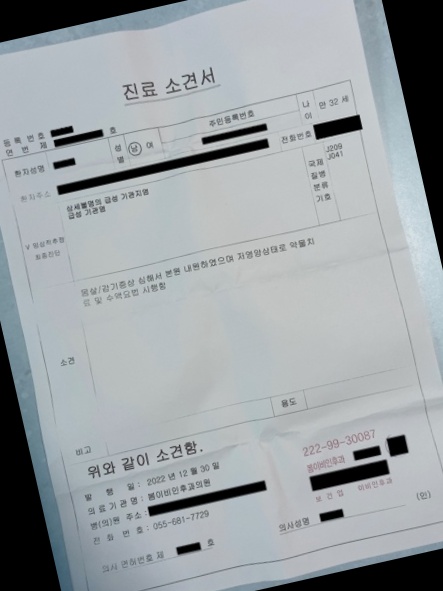 진료 소견서
등록 번호
연 번 제 호
환자성명
성별
남 여
주민등록번호
나이
만 32 세
환자주소
전화번호
V 임상적추정
최종진단
상세불명의 급성 기관지염
급성 기관염
국제
질병
분류
기호
J209
J041
소견
몸살/감기증상 심해서 본원 내원하였으며 저영양상태로 약물치
료 및 수액요법 시행함
비고
용도
위와 같이 소견함.
발 행 일 : 2022 년 12 월 30 일
의 료 기 관 명 : 봄이비인후과의원
병(의)원 주소 :
전 화 번 호 : 055-681-7729
의사 면허번호 제 호
222-99-30087
봄이비인후과
보건업 이비인후과
의사성명
(인)